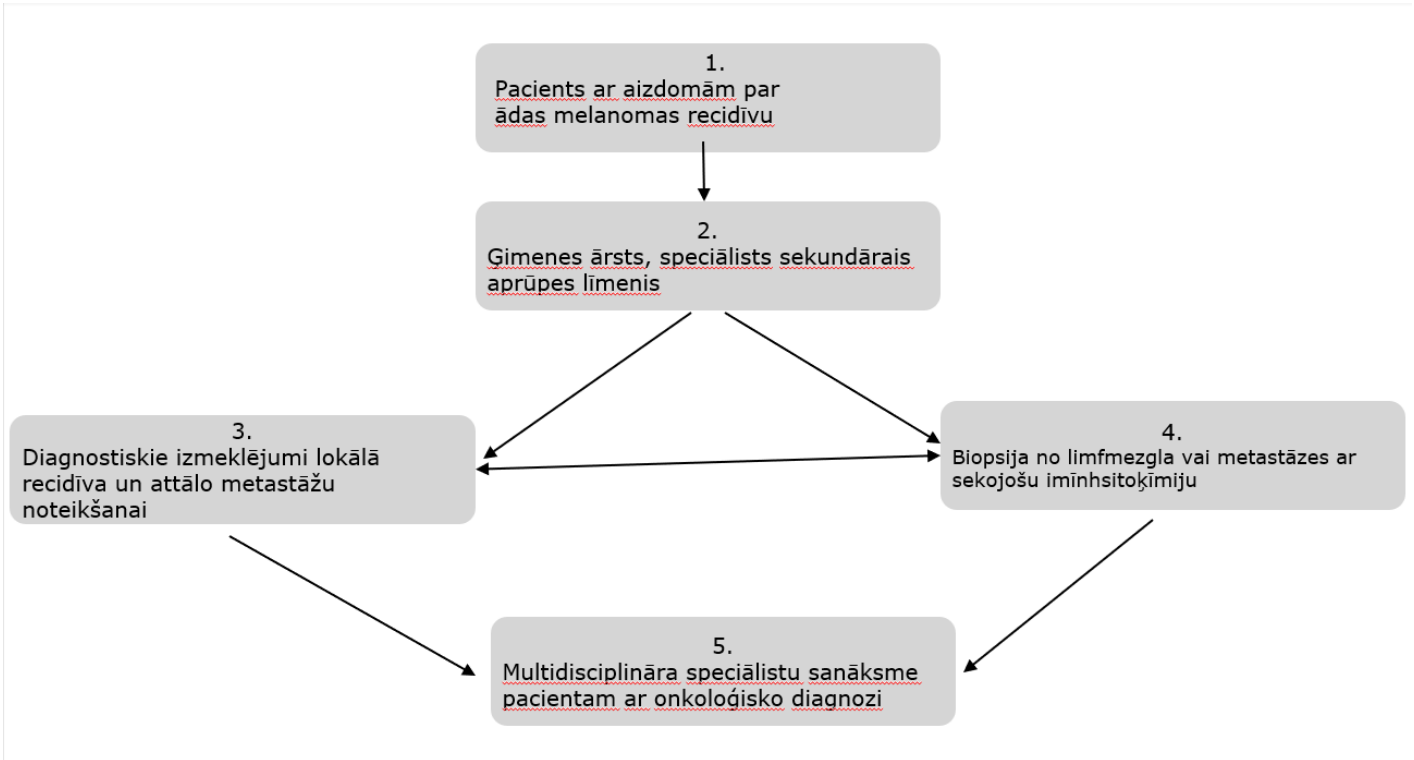 1.
Pacients ar aizdomām par
ādas melanomas recidīvu
2.
Ģimenes ārsts, speciālists sekundārais
aprūpes līmenis
3.
Diagnostiskie izmeklējumi lokālā
recidīva un attālo metastāžu
noteikšanai
4.
Biopsija no limfmezgla vai metastāzes ar
sekojošu imīnhsitoķīmiju
5.
Multidisciplināra speciālistu sanāksme
pacientam ar onkoloģisko diagnozi